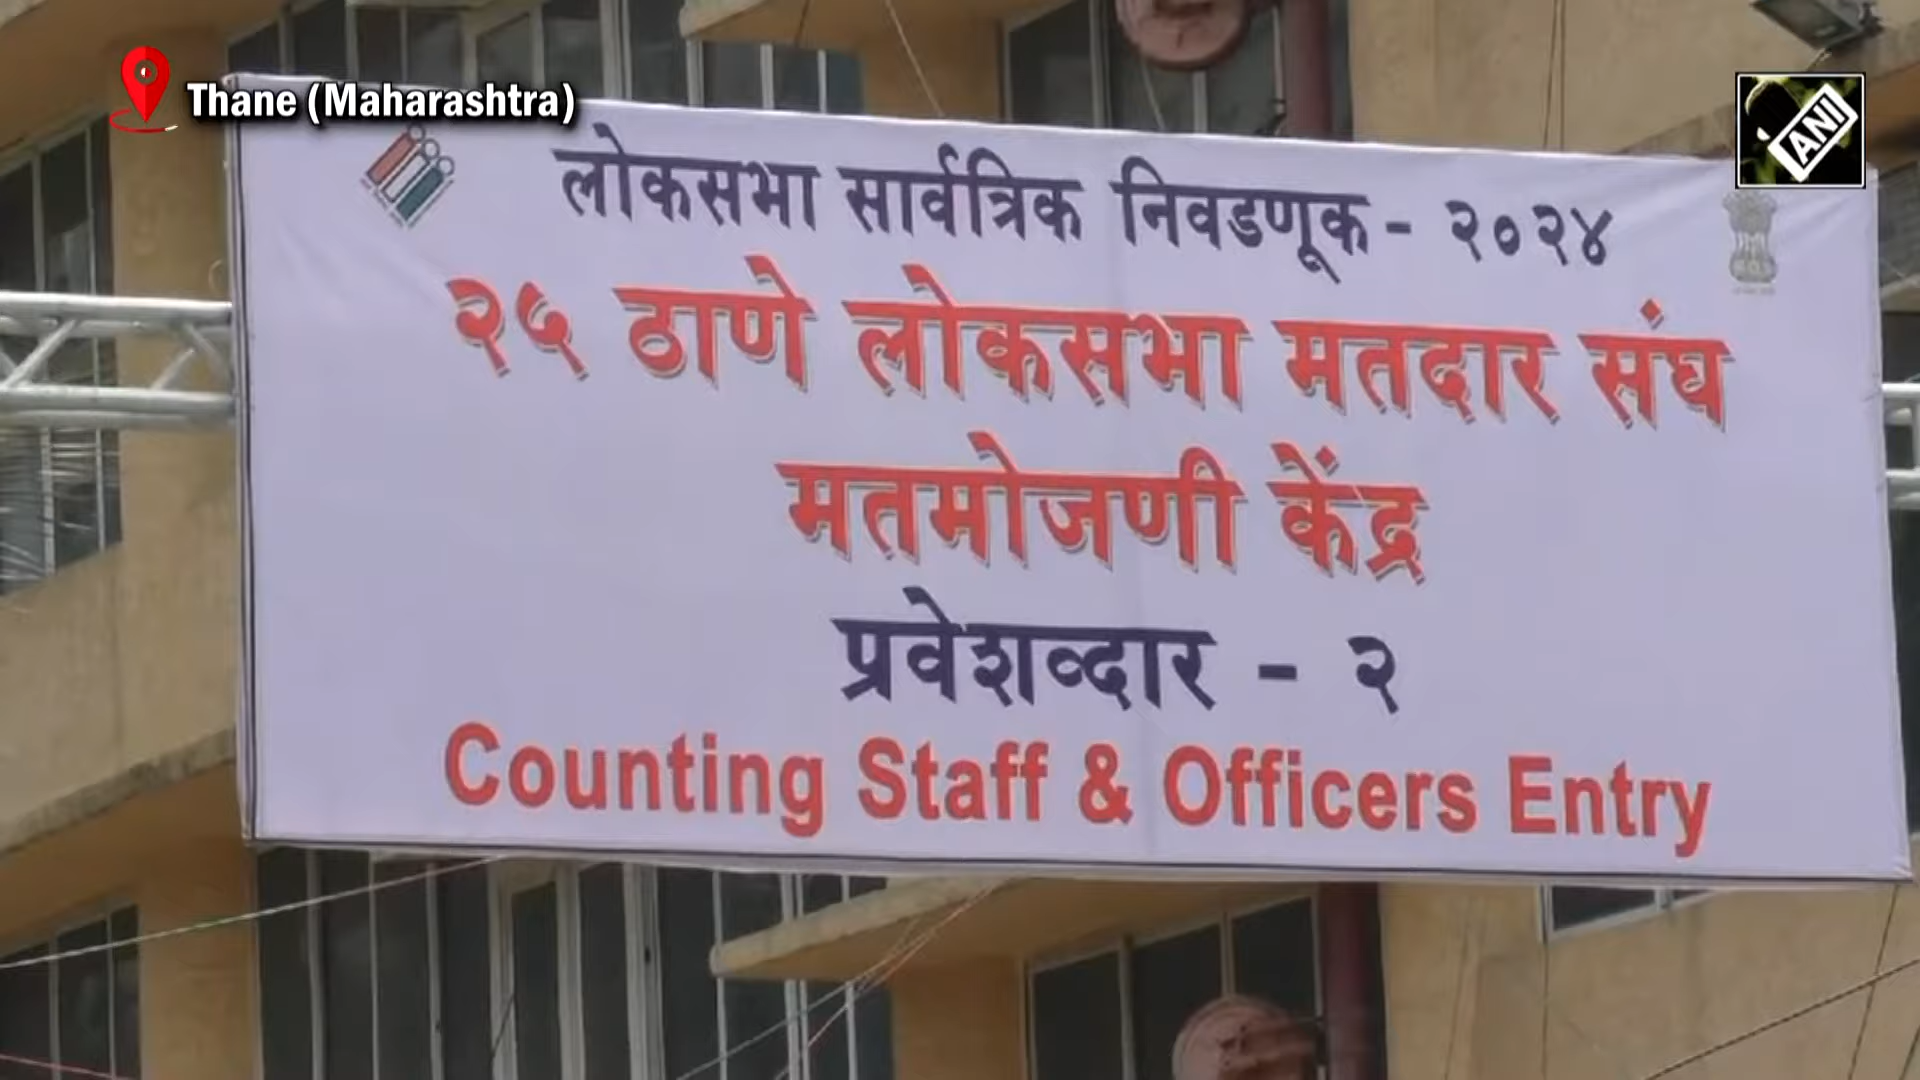 Thane (Maharashtra)
ANI
लोकसभा सार्वत्रिक निवडणूक - २०२४
२५ ठाणे लोकसभा मतदार संघ
मतमोजणी केंद्र
प्रवेशव्दार - २
Counting Staff & Officers Entry